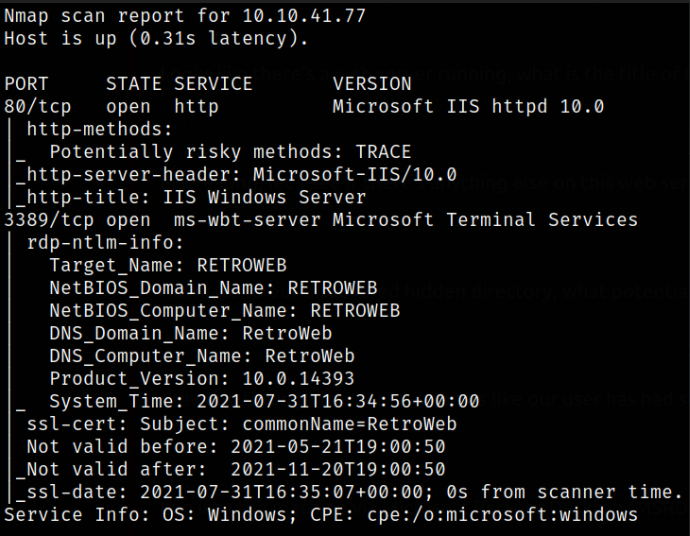 Nmap scan report for 10.10.41.77
Host is up (0.31s latency).
PORT     STATE SERVICE       VERSION
80/tcp   open  http          Microsoft IIS httpd 10.0
| http-methods:
|_  Potentially risky methods: TRACE
|_http-server-header: Microsoft-IIS/10.0
|_http-title: IIS Windows Server
3389/tcp open  ms-wbt-server Microsoft Terminal Services
| rdp-ntlm-info:
|   Target_Name: RETROWEB
|   NetBIOS_Domain_Name: RETROWEB
|   NetBIOS_Computer_Name: RETROWEB
|   DNS_Domain_Name: RetroWeb
|   DNS_Computer_Name: RetroWeb
|   Product_Version: 10.0.14393
|_  System_Time: 2021-07-31T16:34:56+00:00
| ssl-cert: Subject: commonName=RetroWeb
| Not valid before: 2021-05-21T19:00:50
|_Not valid after:  2021-11-20T19:00:50
|_ssl-date: 2021-07-31T16:35:07+00:00; 0s from scanner time.
Service Info: OS: Windows; CPE: cpe:/o:microsoft:windows